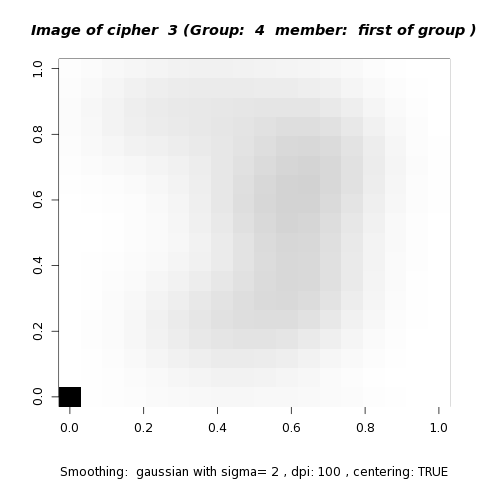 Image of cipher  3 (Group:  4  member:  first of group )
1.0
0.8
0.6
0.4
0.2
0.0
0.0 0.2 0.4 0.6 0.8 1.0
Smoothing:  gaussian with sigma= 2 , dpi: 100 , centering: TRUE